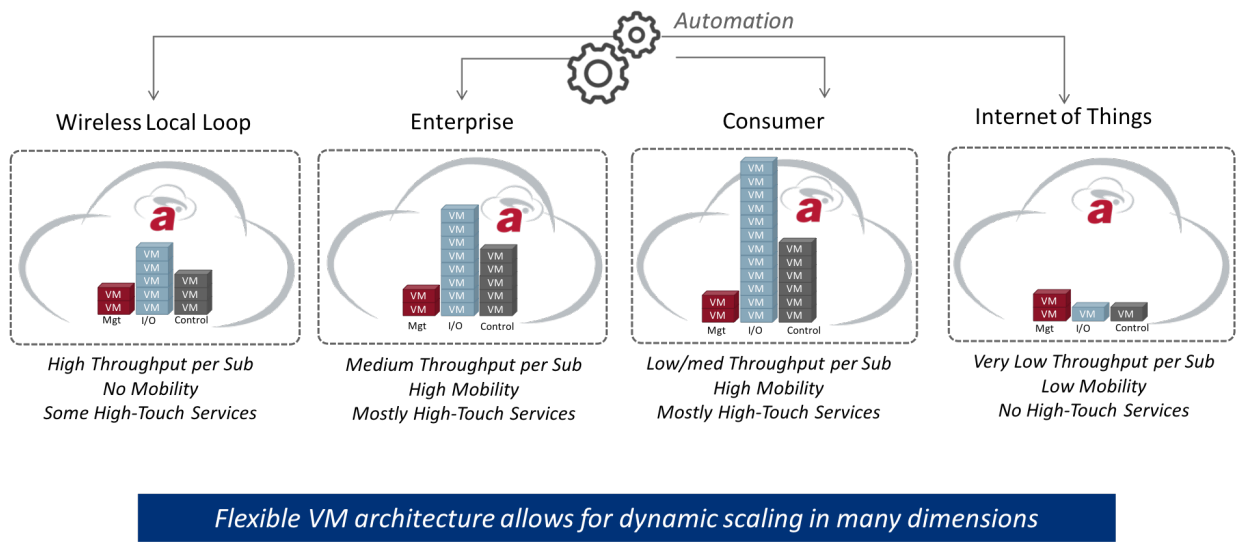 Automation
Wireless Local Loop
a
VM
VM
VM VM VM
VM VM VM
VM VM VM
Mgt I/O Control
High Throughput per Sub
No Mobility
Some High-Touch Services
Enterprise
a
VM
VM
VM
VM VM
VM VM
VM VM
VM VM VM
VM VM VM
Mgt I/O Control
Medium Throughput per Sub
High Mobility
Mostly High-Touch Services
Consumer
a
VM
VM
VM
VM
VM
VM
VM VM
VM VM
VM VM
VM VM
VM VM VM
VM VM VM
Mgt I/O Control
Low/med Throughput per Sub
High Mobility
Mostly High-Touch Services
Internet of Things
a
VM
VM VM VM
Mgt I/O Control
Very Low Throughput per Sub
Low Mobility
No High-Touch Services
Flexible VM architecture allows for dynamic scaling in many dimensions